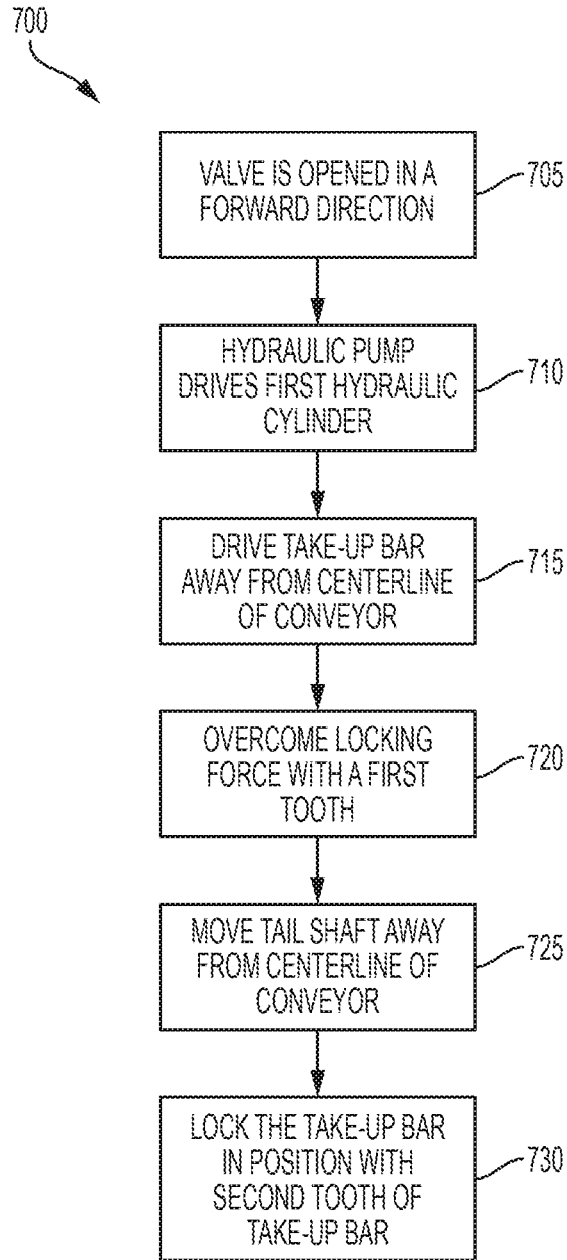 700
VALVE IS OPENED IN A
FORWARD DIRECTION
705
HYDRAULIC PUMP
DRIVES FIRST HYDRAULIC
CYLINDER
710
DRIVE TAKE-UP BAR
AWAY FROM CENTERLINE
OF CONVEYOR
715
OVERCOME LOCKING
FORCE WITH A FIRST
TOOTH
720
MOVE TAIL SHAFT AWAY
FROM CENTERLINE OF
CONVEYOR
725
LOCK THE TAKE-UP BAR
IN POSITION WITH
SECOND TOOTH OF
TAKE-UP BAR
730